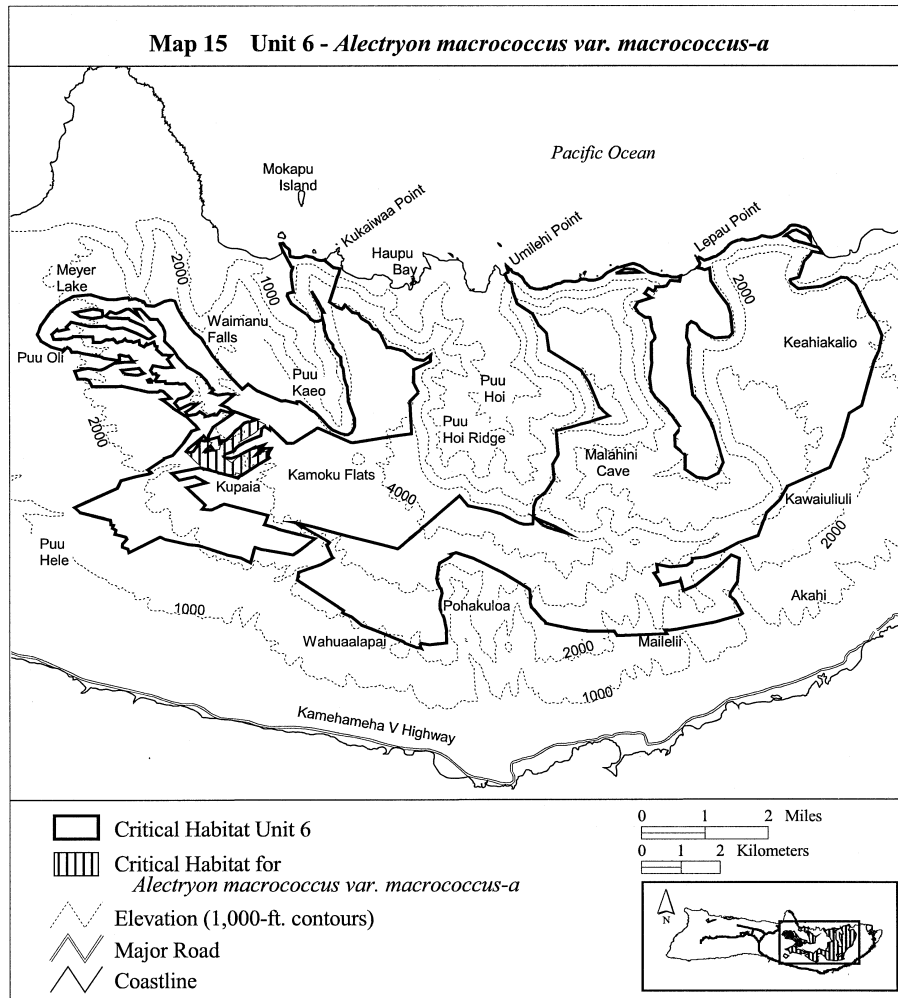 Map 15 Unit 6 - Alectryon macrococcus var. macrococcus-a
Pacific Ocean
Mokapu
Island
Kukaiwaa Point
Haupu
Bay
Umilehi Point
Lepau Point
Meyer
Lake
2000
1000
2000
Waimanu
Falls
Keahiakalio
Puu Oli
Puu
Kaeo
Puu
Hoi
2000
Puu
Hoi Ridge
Malahini
Cave
Kamoku Flats
Kupaia
4000
Kawaiuliuli
2000
Puu
Hele
1000
Pohakuloa
Akahi
Wahuaalapai
2000
Mailelii
1000
Kamehameha V Highway
Critical Habitat Unit 6
Critical Habitat for
Alectryon macrococcus var. macrococcus-a
Elevation (1,000-ft. contours)
Major Road
Coastline
0 1 2 Miles
0 1 2 Kilometers
N